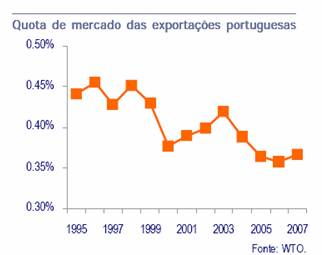 Quota de mercado das exportações portuguesas
0.50%
0.45%
0.40%
0.35%
0.30%
1995 1997 1999 2001 2003 2005 2007
Fonte: WTO.